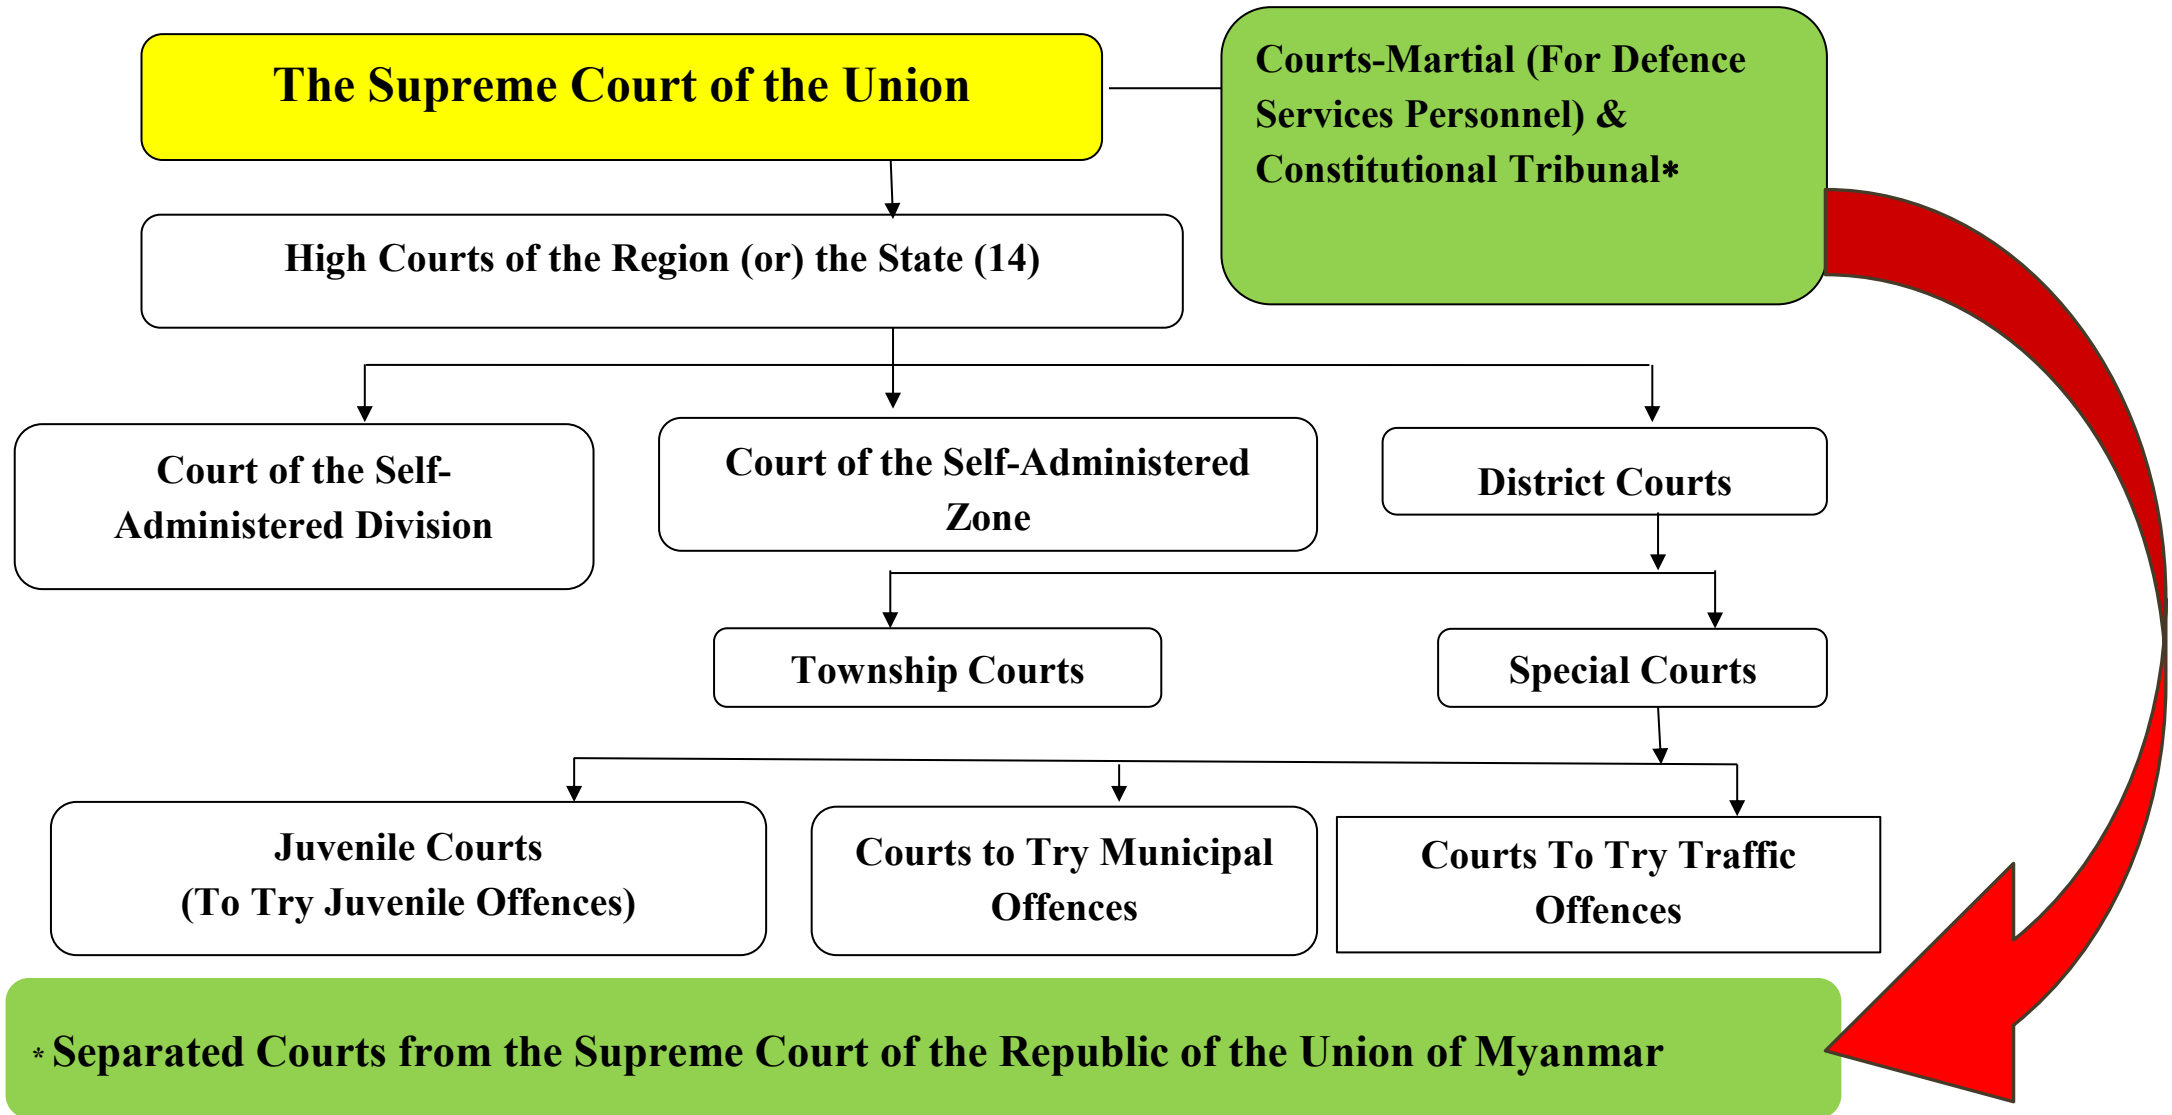 The Supreme Court of the Union
Courts-Martial (For Defence
Services Personnel) &
Constitutional Tribunal*
High Courts of the Region (or) the State (14)
Court of the Self-
Administered Division
Court of the Self-Administered
Zone
District Courts
Township Courts
Special Courts
Juvenile Courts
(To Try Juvenile Offences)
Courts to Try Municipal
Offences
Courts To Try Traffic
Offences
* Separated Courts from the Supreme Court of the Republic of the Union of Myanmar